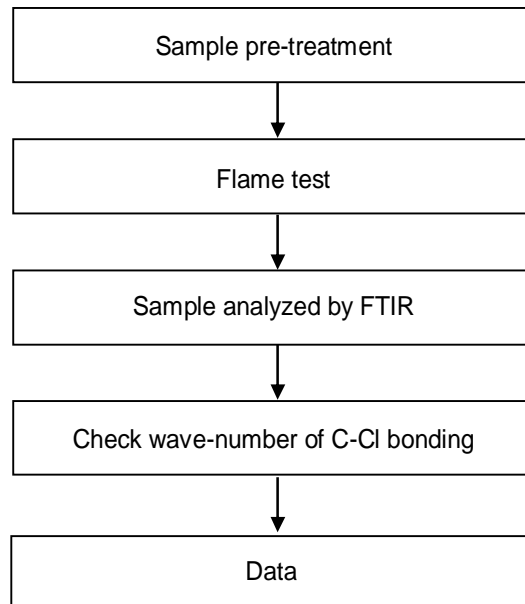 Sample pre-treatment
Flame test
Sample analyzed by FTIR
Check wave-number of C-Cl bonding
Data